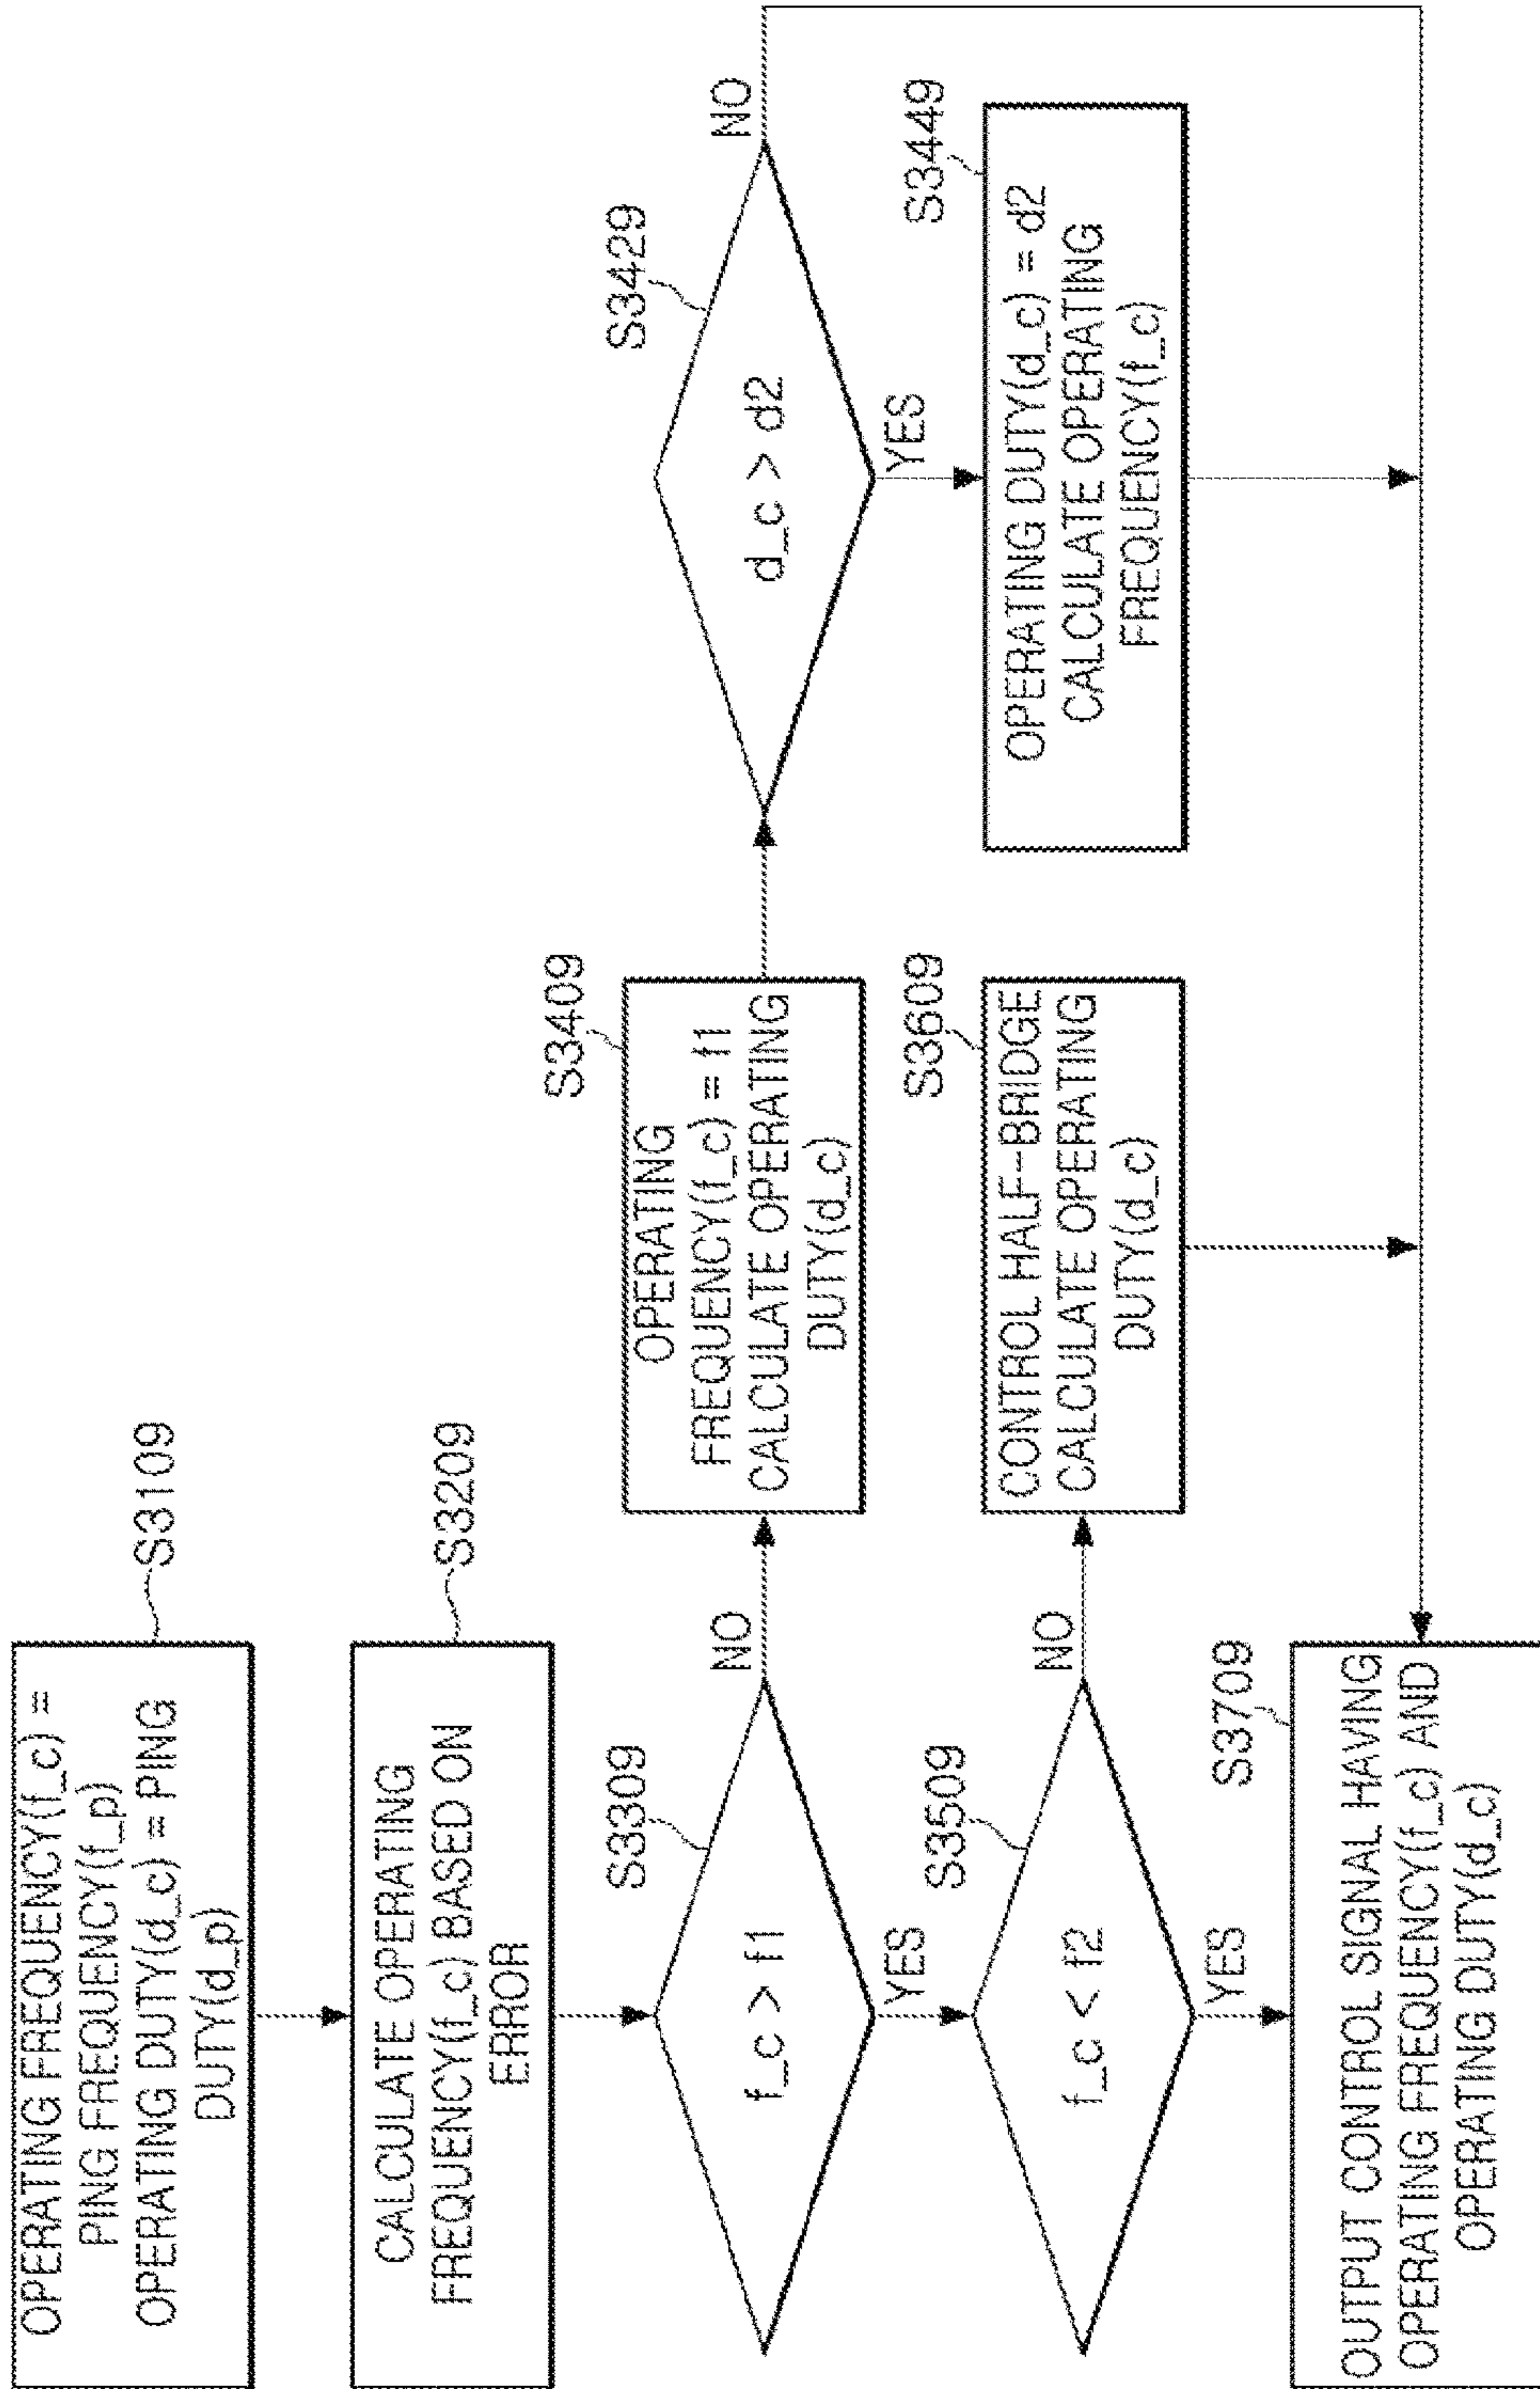 OPERATING FREQUENCY(f_c) =
PING FREQUENCY(f_p)
OPERATING DUTY(d_c) = PING
DUTY(d_p)
S3109
CALCULATE OPERATING
FREQUENCY(f_c) BASED ON
ERROR
S3209
S3309
f_c > f1
NO
YES
S3409
OPERATING
FREQUENCY(f_c) = f1
CALCULATE OPERATING
DUTY(d_c)
S3429
d_c > d2
NO
YES
S3449
OPERATING DUTY(d_c) = d2
CALCULATE OPERATING
FREQUENCY(f_c)
S3509
f_c < f2
NO
YES
S3609
CONTROL HALF-BRIDGE
CALCULATE OPERATING
DUTY(d_c)
S3709
OUTPUT CONTROL SIGNAL HAVING
OPERATING FREQUENCY(f_c) AND
OPERATING DUTY(d_c)